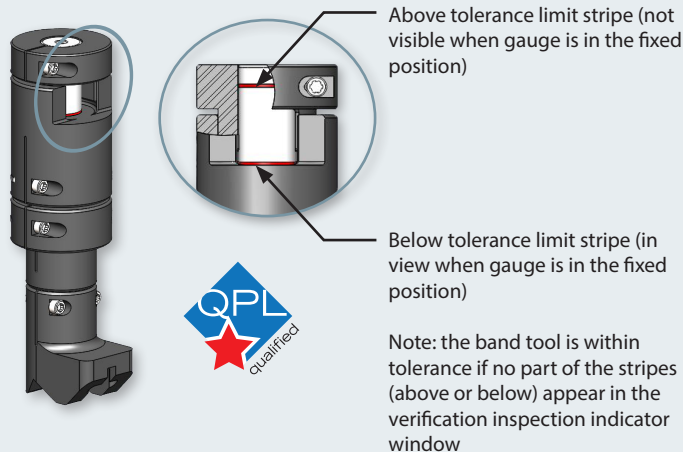 Above tolerance limit stripe (not
visible when gauge is in the fixed
position)
Below tolerance limit stripe (in
view when gauge is in the fixed
position)
QPL
qualified
Note: the band tool is within
tolerance if no part of the stripes
(above or below) appear in the
verification inspection indicator
window